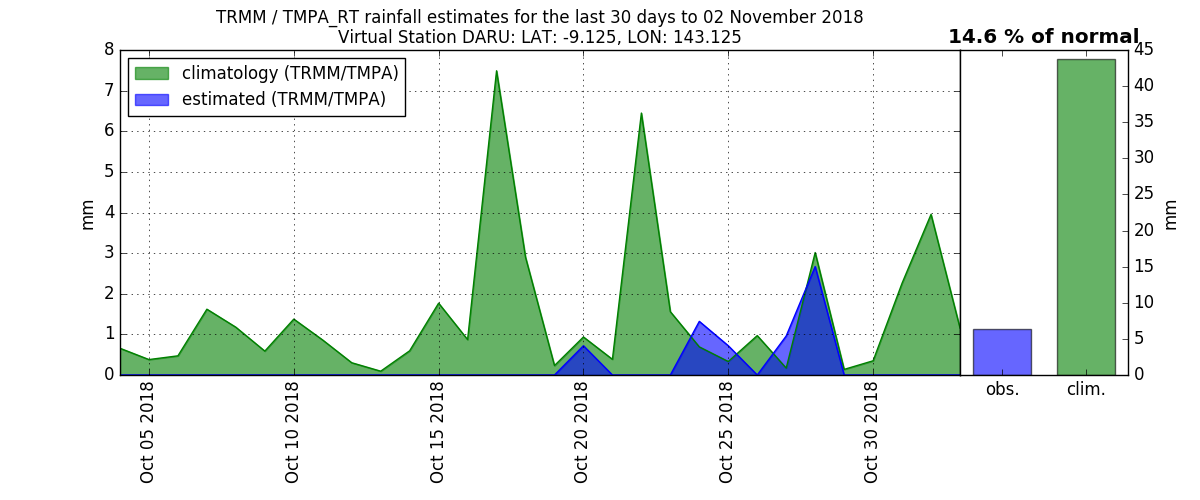 TRMM / TMPA_RT rainfall estimates for the last 30 days to 02 November 2018
Virtual Station DARU: LAT: -9.125, LON: 143.125
14.6 % of normal
climatology (TRMM/TMPA)
estimated (TRMM/TMPA)
mm
8
7
6
5
4
3
2
1
0
Oct 05 2018
Oct 10 2018
Oct 15 2018
Oct 20 2018
Oct 25 2018
Oct 30 2018
45
40
35
30
25
20
15
10
5
0
mm
obs.
clim.